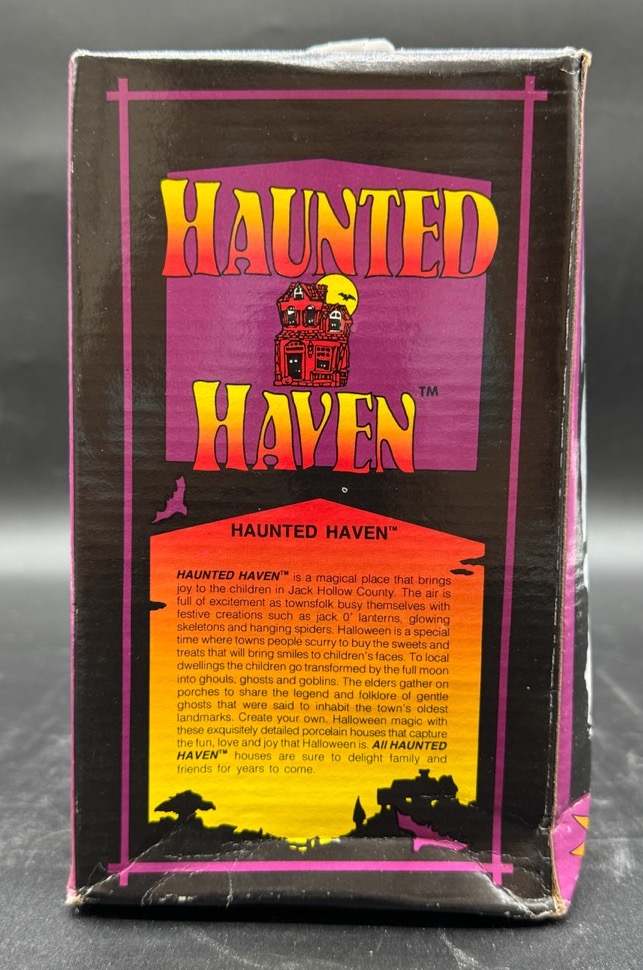 HAUNTED
HAVEN™
HAUNTED HAVEN™
HAUNTED HAVEN™ is a magical place that brings
joy to the children in Jack Hollow County. The air is
full of excitement as townsfolk busy themselves with
festive creations such as jack 0' lanterns, glowing
skeletons and hanging spiders. Halloween is a special
time where towns people scurry to buy the sweets and
treats that will bring smiles to children's faces. To local
dwellings the children go transformed by the full moon
into ghouls, ghosts and goblins. The elders gather on
porches to share the legend and folklore of gentle
ghosts that were said to inhabit the town's oldest
landmarks. Create your own. Halloween magic with
these exquisitely detailed porcelain houses that capture
the fun, love and joy that Halloween is. All HAUNTED
HAVEN™ houses are sure to delight family and
friends for years to come.